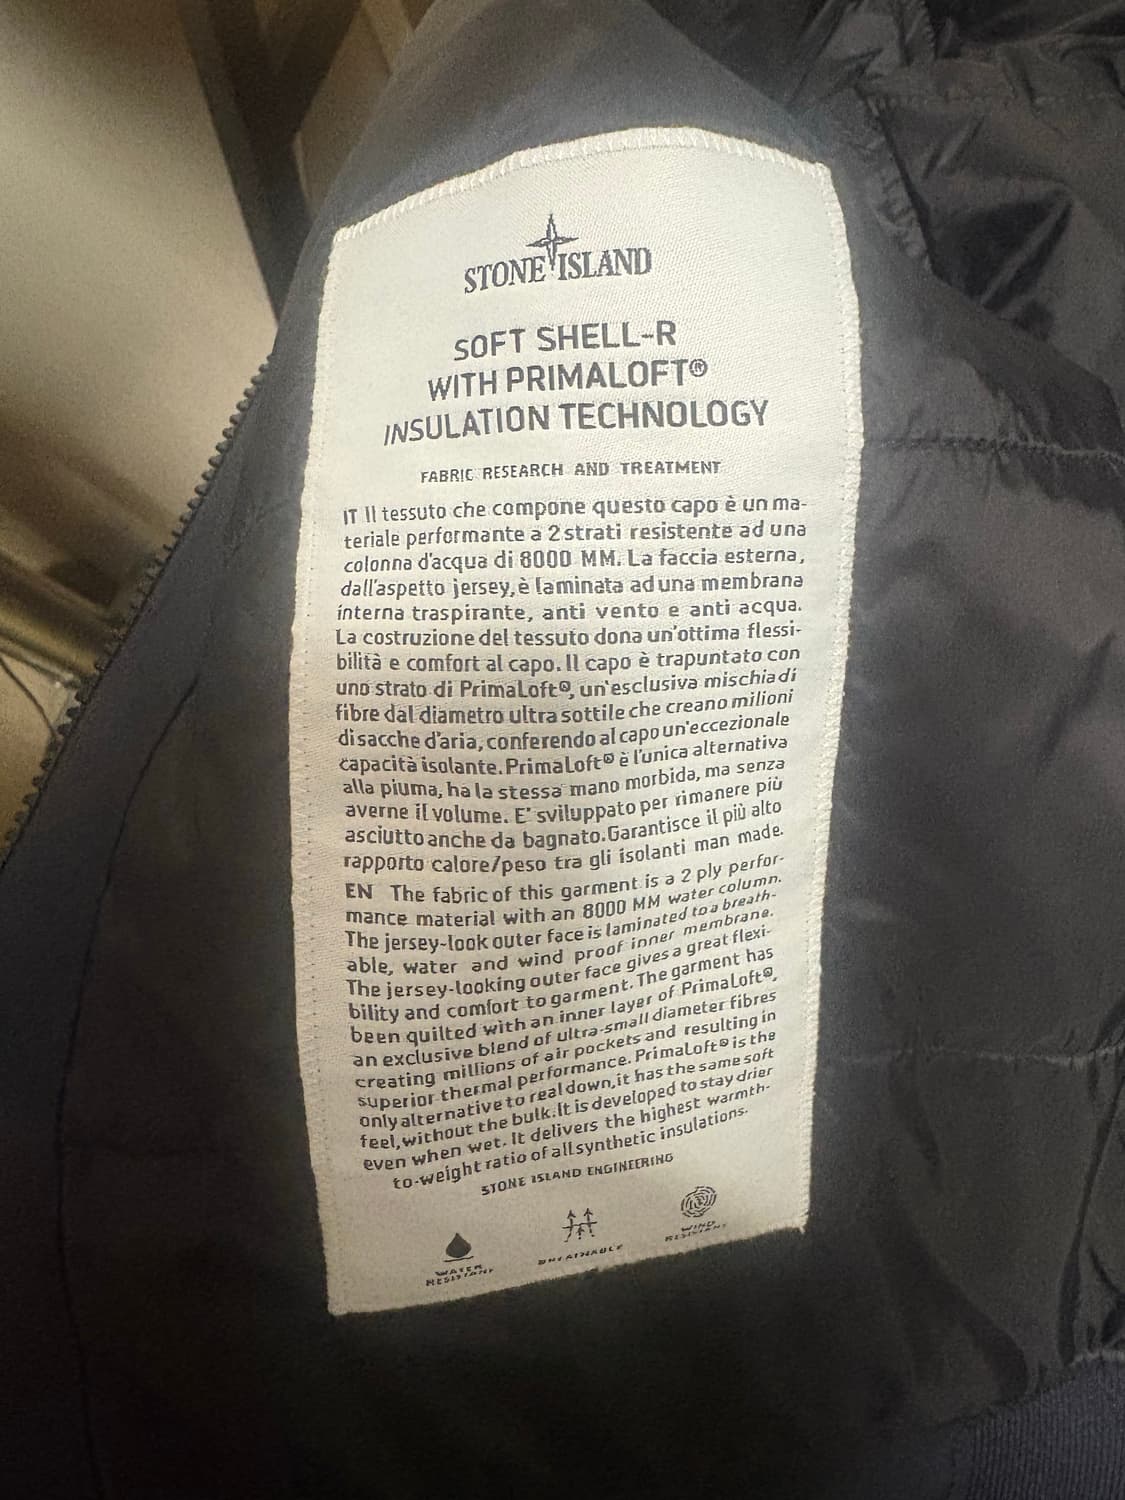 STONE ISLAND
SOFT SHELL-R
WITH PRIMALOFT®
INSULATION TECHNOLOGY
FABRIC RESEARCH AND TREATMENT
IT Il tessuto che compone questo capo è un ma-
teriale performante a 2 strati resistente ad una
colonna d'acqua di 8000 MM. La faccia esterna,
dall'aspetto jersey, è laminata ad una membrana
interna traspirante, anti vento e anti acqua.
La costruzione del tessuto dona un'ottima flessi-
bilità e comfort al capo. Il capo è trapuntato con
uno strato di PrimaLoft®, un'esclusiva mischia di
fibre dal diametro ultra sottile che creano milioni
di sacche d'aria, conferendo al capo un'eccezionale
capacità isolante. PrimaLoft® è l'unica alternativa
alla piuma, ha la stessa mano morbida, ma senza
averne il volume. E' sviluppato per rimanere più
asciutto anche da bagnato. Garantisce il più alto
rapporto calore/peso tra gli isolanti man made.
EN The fabric of this garment is a 2 ply perfor-
mance material with an 8000 MM water column.
The jersey-look outer face is laminated to a breath-
able, water and wind proof inner membrane.
The jersey-looking outer face gives a great flexi-
bility and comfort to garment. The garment has
been quilted with an inner layer of PrimaLoft®,
an exclusive blend of ultra-small diameter fibres
creating millions of air pockets and resulting in
superior thermal performance. PrimaLoft® is the
only alternative to real down, it has the same soft
feel, without the bulk. It is developed to stay drier
even when wet. It delivers the highest warmth-
to-weight ratio of all synthetic insulations.
STONE ISLAND ENGINEERING
WATER
RESISTANT
BREATHABLE
WIND
RESISTANT